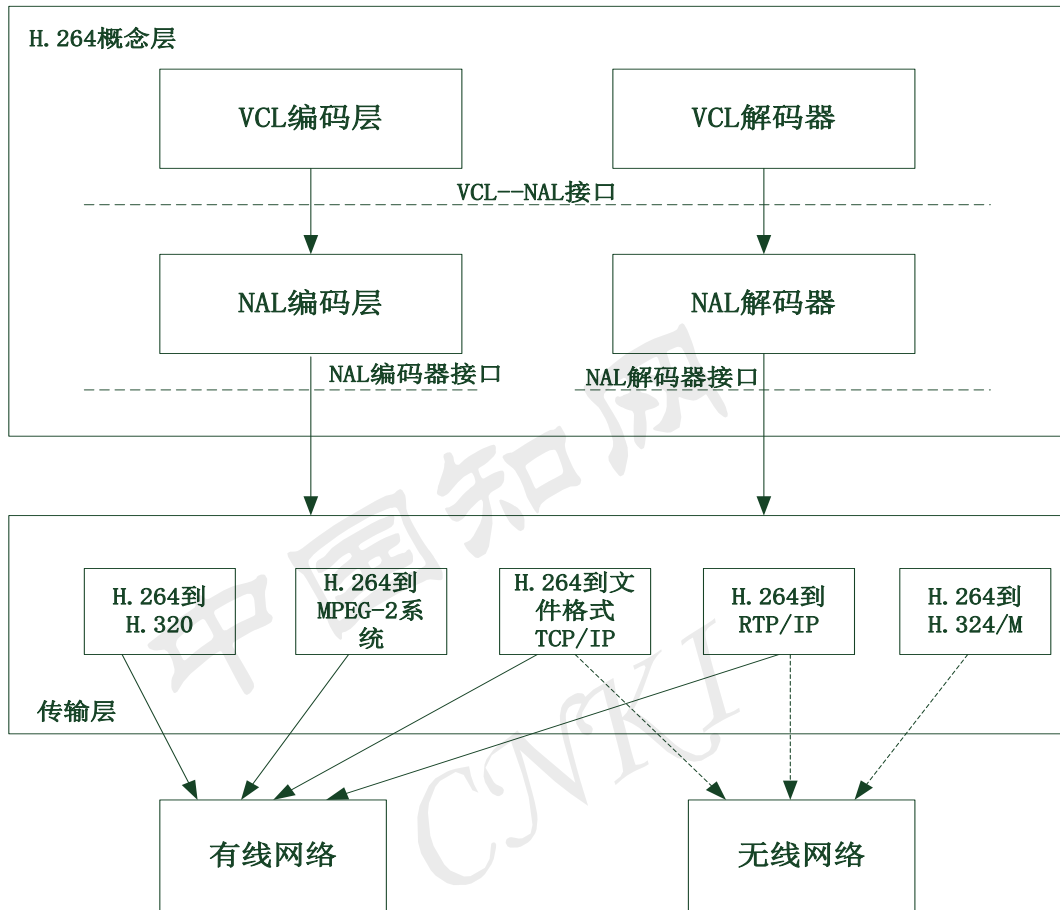 H.264概念层
VCL编码层
VCL解码器
VCL--NAL接口
NAL编码层
NAL解码器
NAL编码器接口
NAL解码器接口
H.264到
H.320
H.264到
MPEG-2系
统
H.264到文
件格式
TCP/IP
H.264到
RTP/IP
H.264到
H.324/M
传输层
有线网络
无线网络
中国知网
CNKI